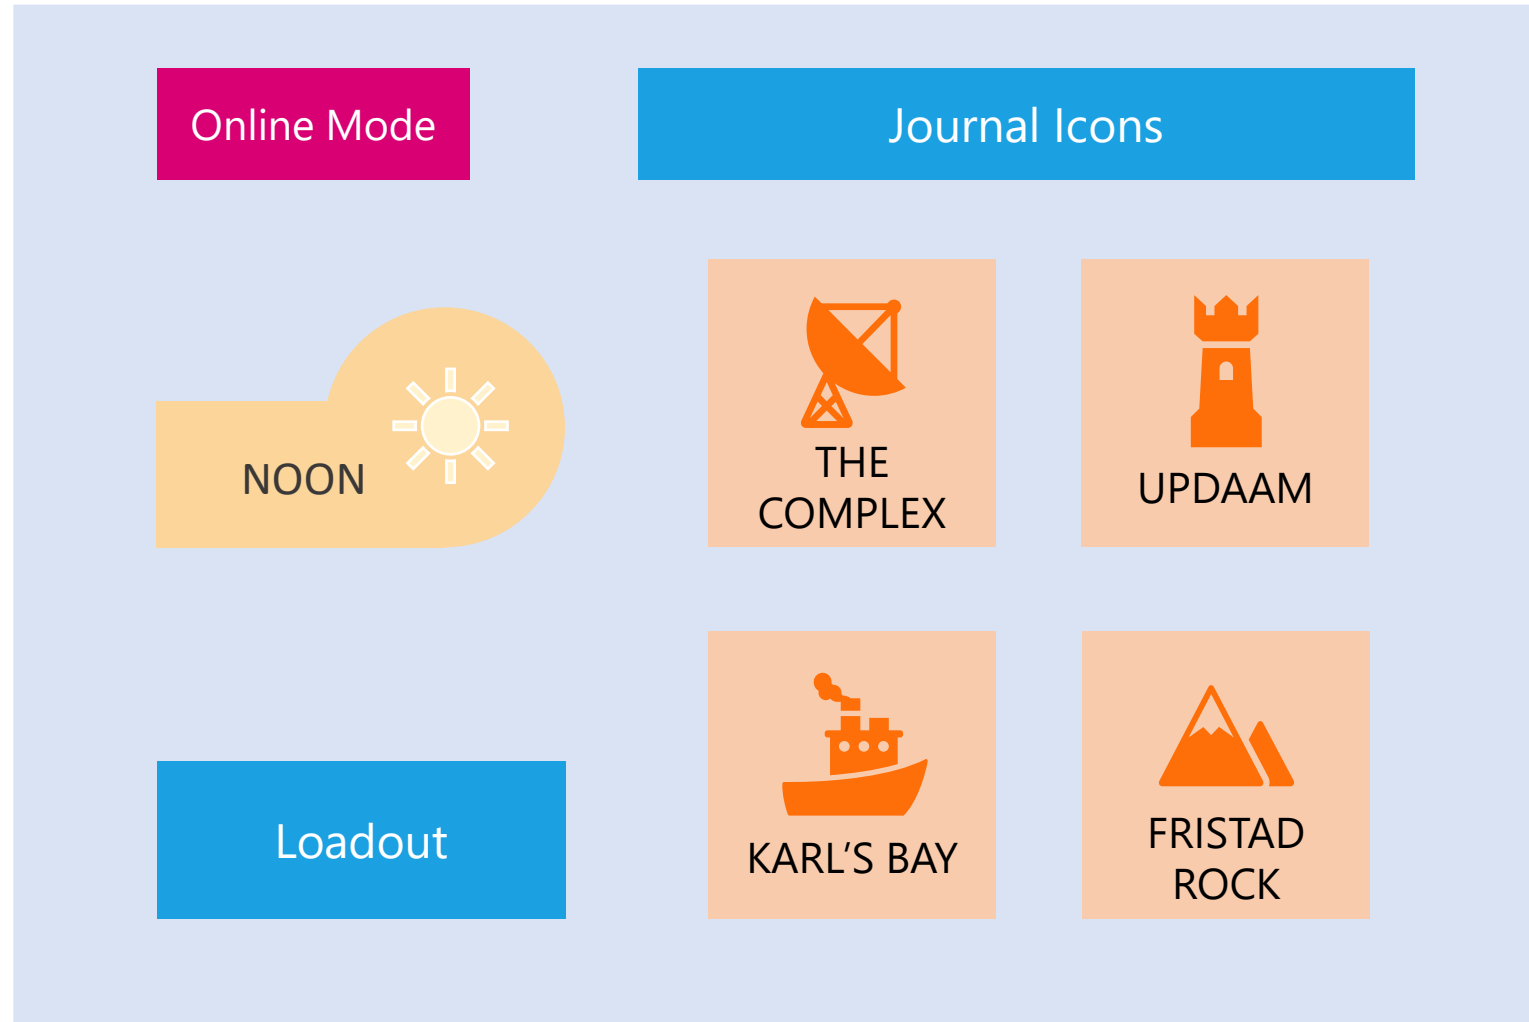 Online Mode
Journal Icons
NOON
THE
COMPLEX
UPDAAM
Loadout
KARL’S BAY
FRISTAD
ROCK